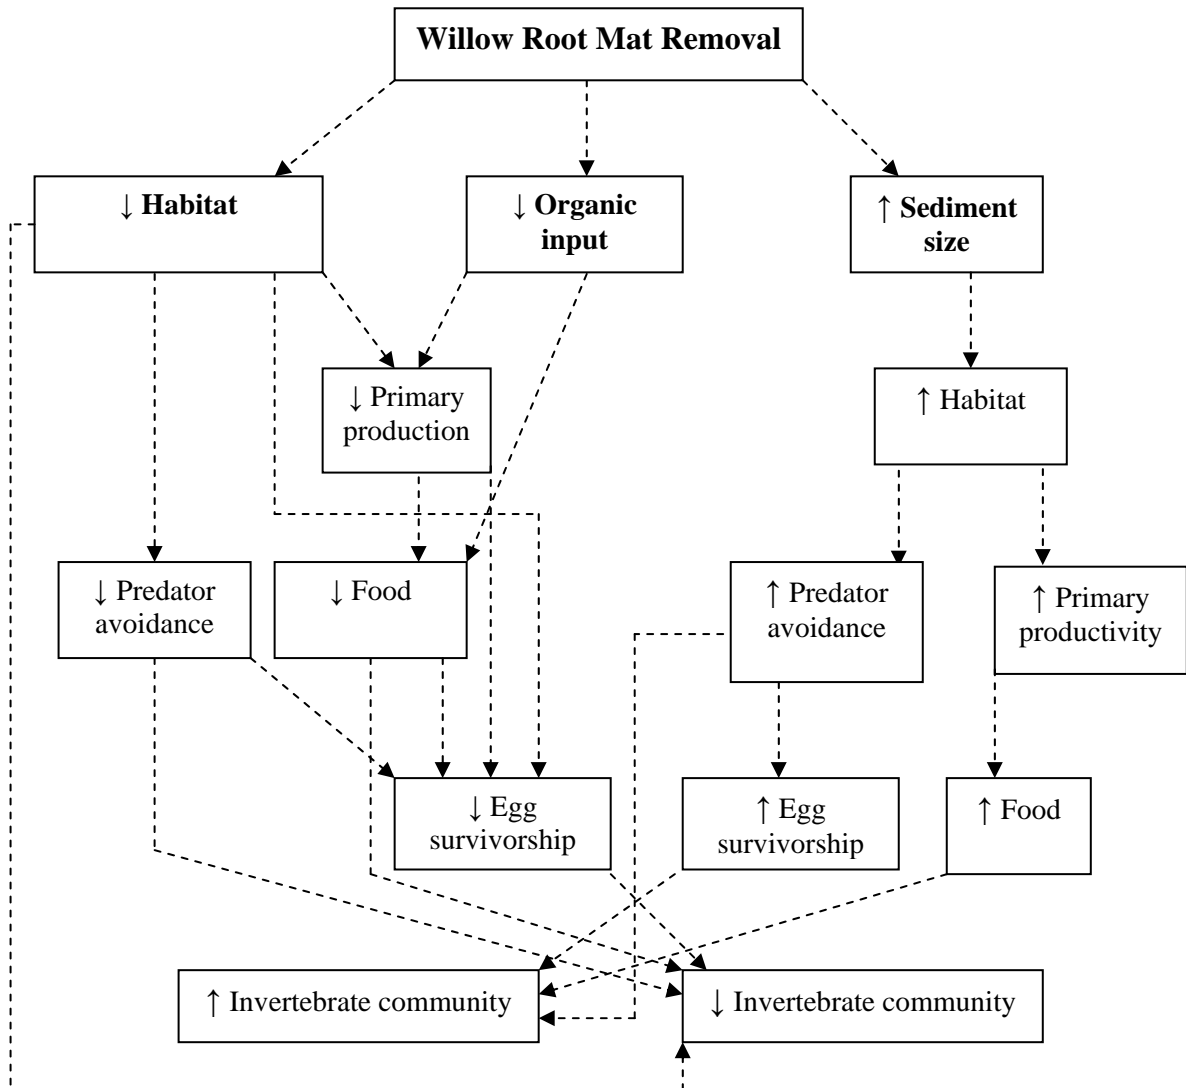 Willow Root Mat Removal
↓ Habitat
↓ Organic
input
↑ Sediment
size
↓ Primary
production
↑ Habitat
↓ Predator
avoidance
↓ Food
↑ Predator
avoidance
↑ Primary
productivity
↓ Egg
survivorship
↑ Egg
survivorship
↑ Food
↑ Invertebrate community
↓ Invertebrate community